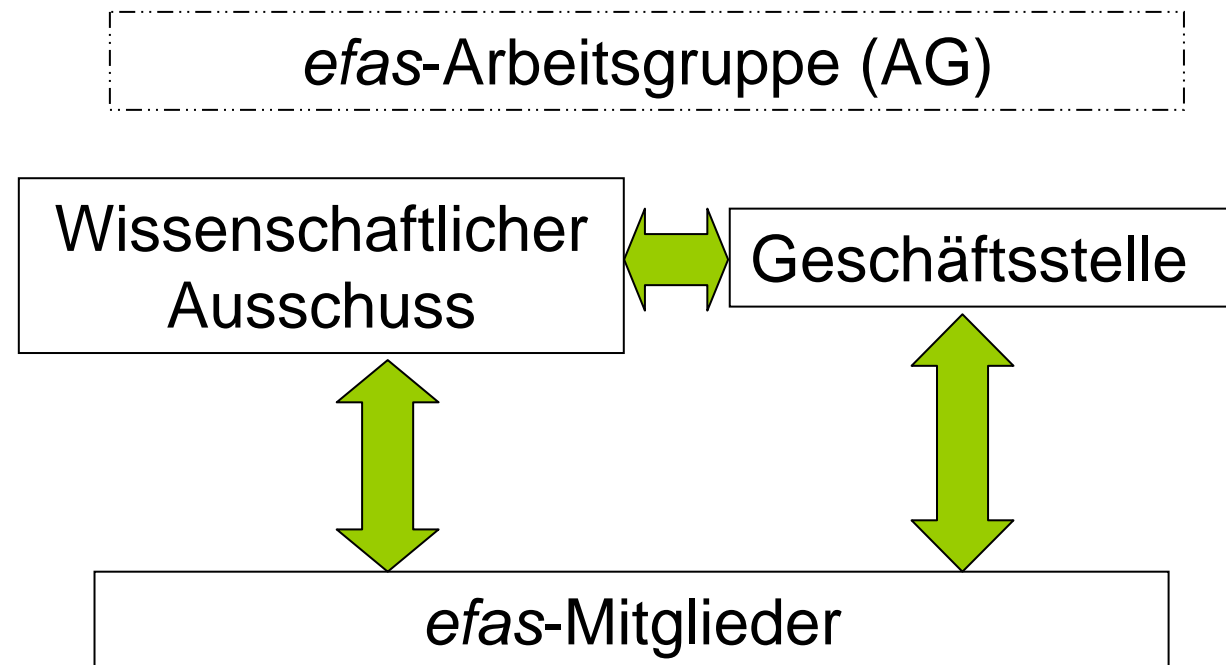 efas-Arbeitsgruppe (AG)
Wissenschaftlicher
Ausschuss
Geschäftsstelle
efas-Mitglieder